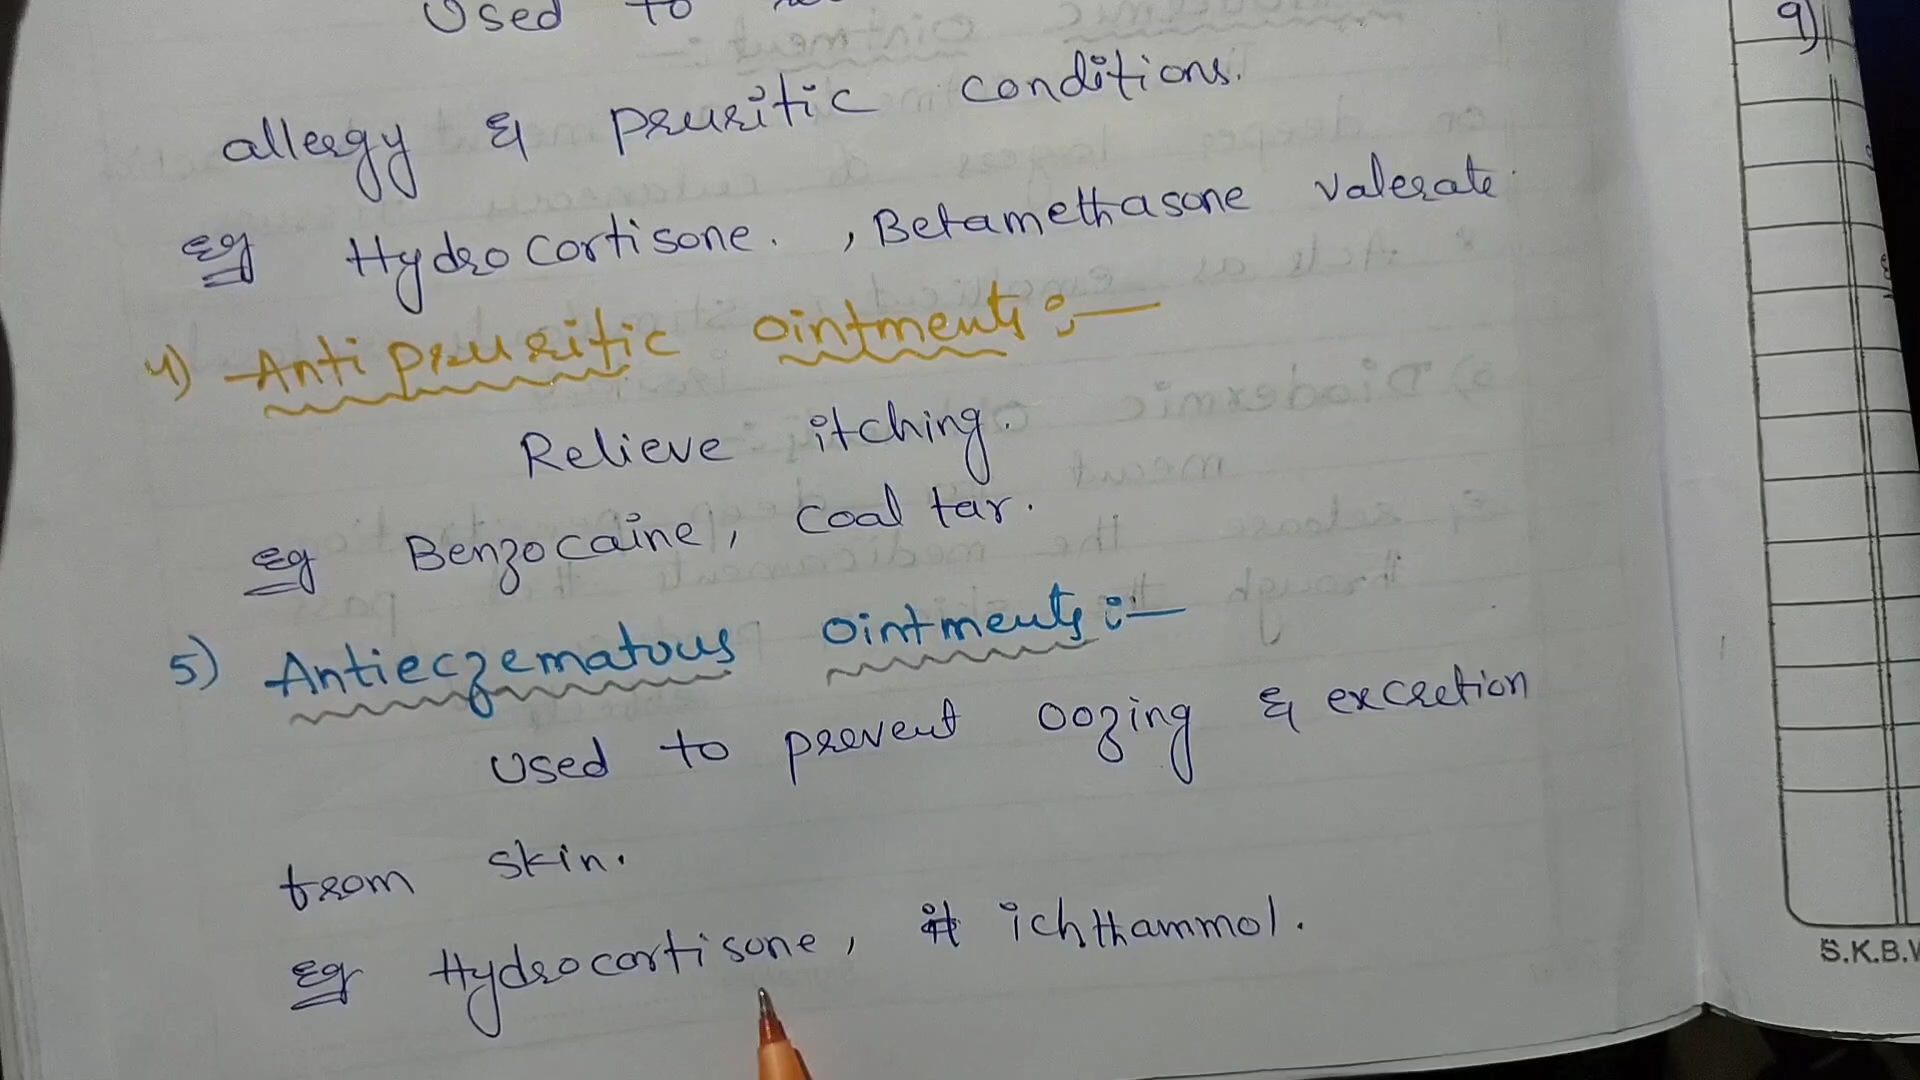 Used to
allergy & pruritic conditions.
Eg Hydrocortisone. , Betamethasone valerate
4) Antipruritic ointments :-
Relieve itching.
Eg Benzocaine, coal tar.
5) Antieczematous ointments :-
Used to prevent oozing & excretion
from skin.
Eg Hydrocortisone, ichthammol.
9)
S.K.B.